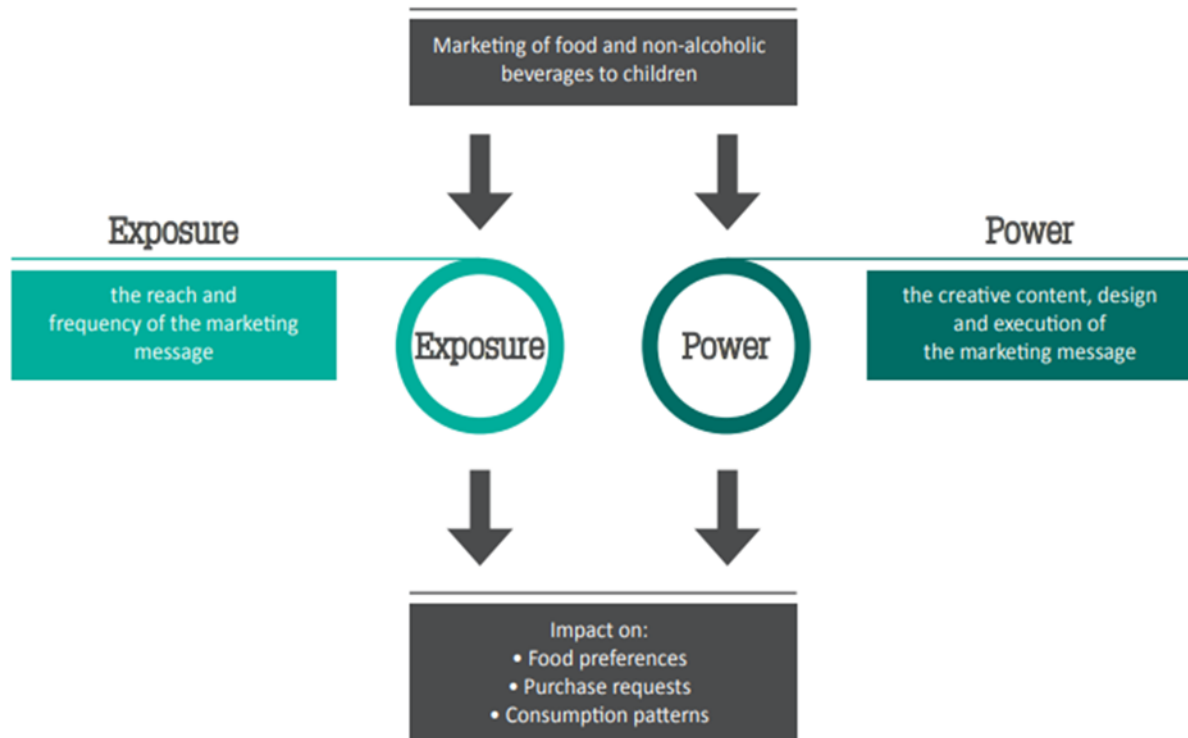 Marketing of food and non-alcoholic
beverages to children
Exposure
the reach and
frequency of the marketing
message
Exposure
Power
Power
the creative content, design
and execution of
the marketing message
Impact on:
• Food preferences
• Purchase requests
• Consumption patterns